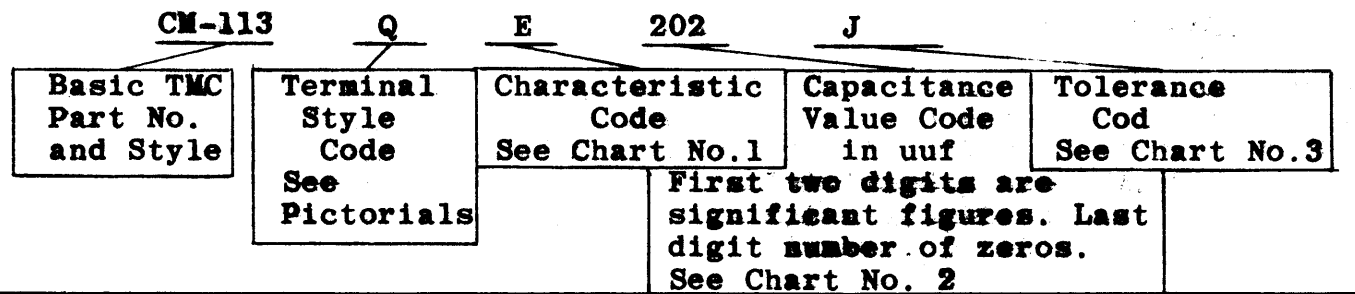 CM-113 Q E 202 J
Basic TMC
Part No.
and Style
Terminal
Style
Code
See
Pictorials
Characteristic
Code
See Chart No.1
Capacitance
Value Code
in uuf
First two digits are
significant figures. Last
digit number of zeros.
See Chart No. 2
Tolerance
Cod
See Chart No.3